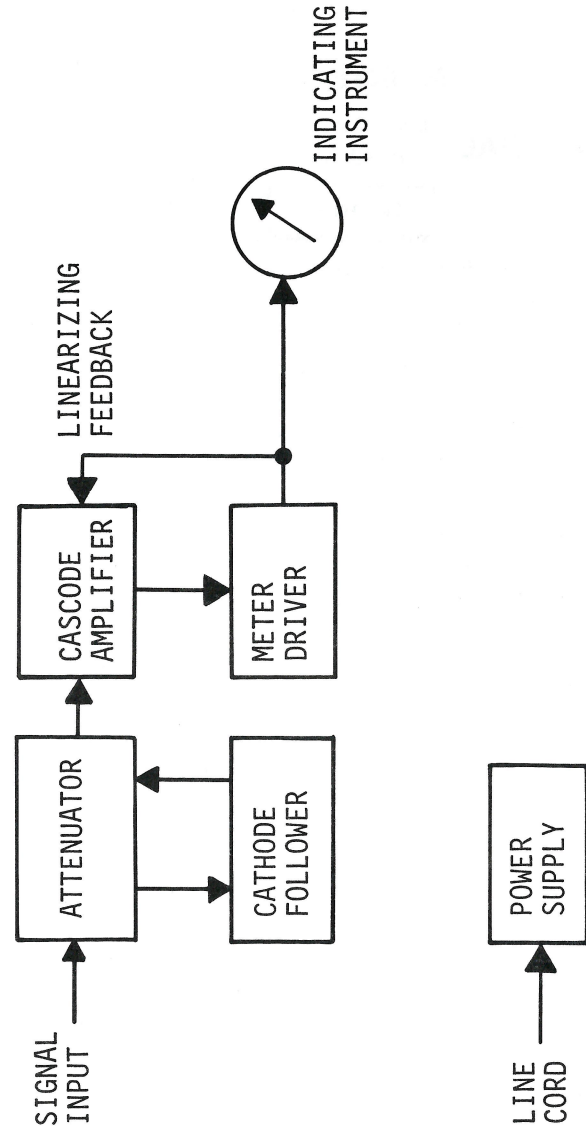 SIGNAL
INPUT
ATTENUATOR
CASCODE
AMPLIFIER
LINEARIZING
FEEDBACK
CATHODE
FOLLOWER
METER
DRIVER
INDICATING
INSTRUMENT
LINE
CORD
POWER
SUPPLY